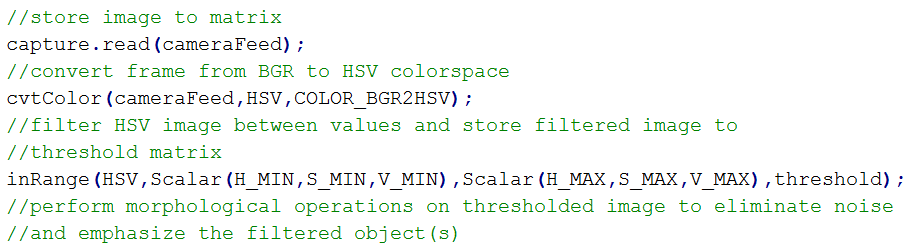 //store image to matrix
capture.read(cameraFeed);
//convert frame from BGR to HSV colorspace
cvtColor(cameraFeed,HSV,COLOR_BGR2HSV);
//filter HSV image between values and store filtered image to
//threshold matrix
inRange(HSV,Scalar(H_MIN,S_MIN,V_MIN),Scalar(H_MAX,S_MAX,V_MAX),threshold);
//perform morphological operations on thresholded image to eliminate noise
//and emphasize the filtered object(s)